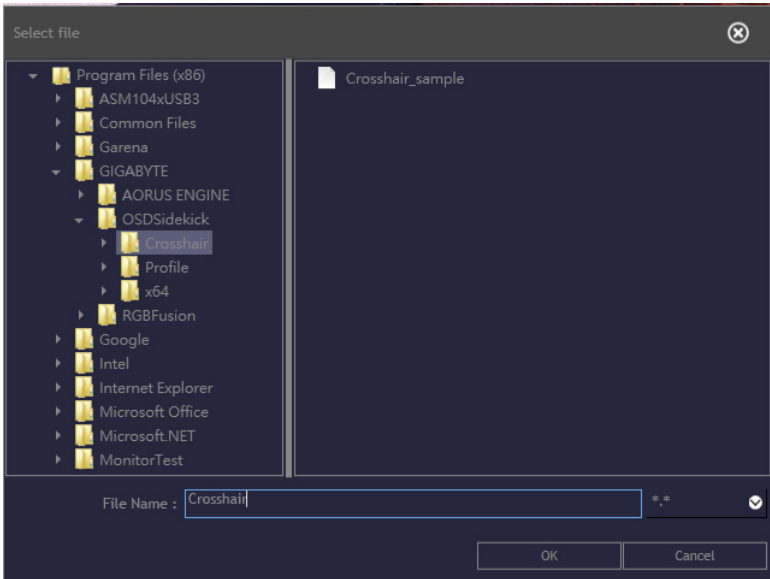 Select file
Program Files (x86)
ASM104xUSB3
Common Files
Garena
GIGABYTE
AORUS ENGINE
OSDSidekick
Crosshair
Profile
x64
RGBFusion
Google
Intel
Internet Explorer
Microsoft Office
Microsoft.NET
MonitorTest
Crosshair_sample
File Name : Crosshair *.*
OK Cancel